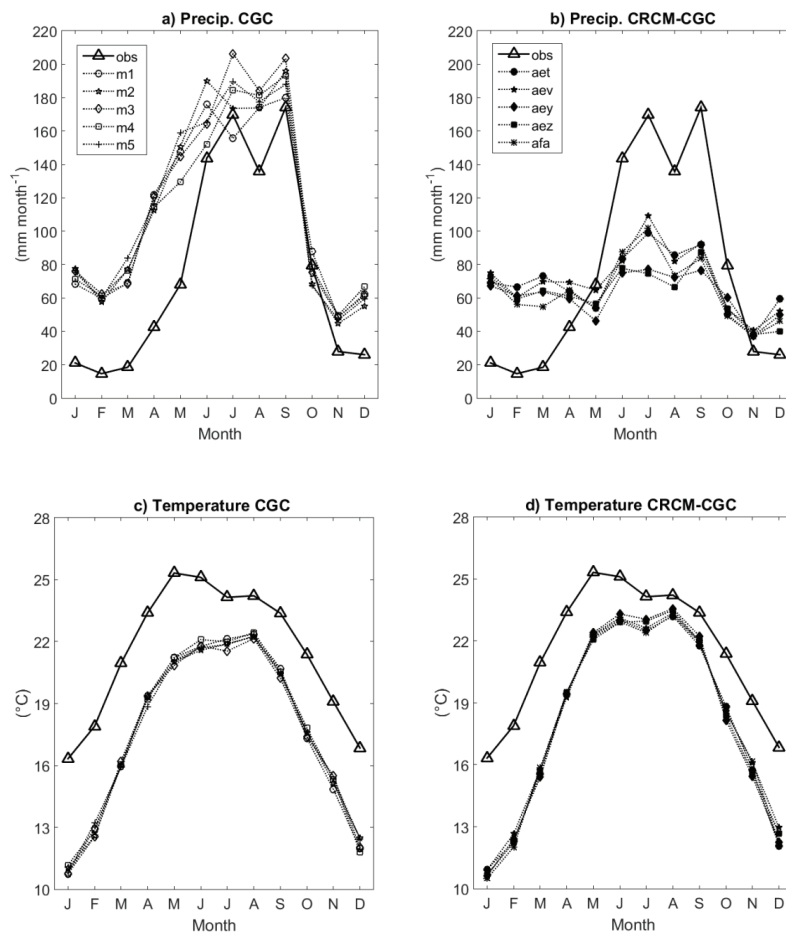 a) Precip. CGC
220
200
180
160
140
120
100
80
60
40
20
0
(mm month-1)
obs
m1
m2
m3
m4
m5
J F M A M J J A S O N D
Month
b) Precip. CRCM-CGC
220
200
180
160
140
120
100
80
60
40
20
0
(mm month-1)
obs
aet
aev
aey
aez
afa
J F M A M J J A S O N D
Month
c) Temperature CGC
28
25
22
19
16
13
10
(°C)
J F M A M J J A S O N D
Month
d) Temperature CRCM-CGC
28
25
22
19
16
13
10
(°C)
J F M A M J J A S O N D
Month